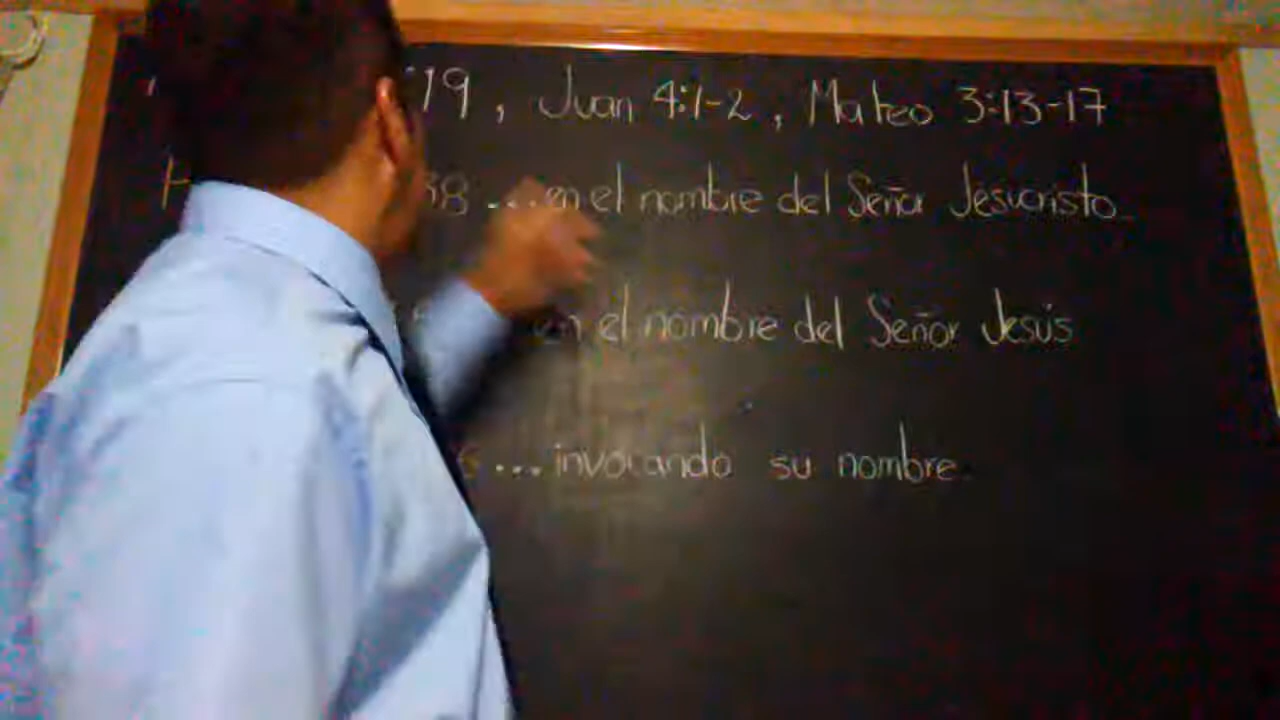 :19, Juan 4:1-2, Mateo 3:13-17
38 ... en el nombre del Señor Jesucristo.
en el nombre del Señor Jesús
... invocando su nombre.